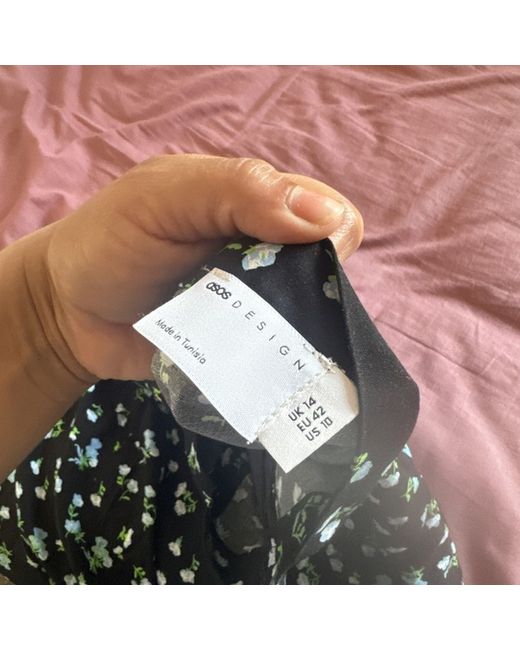 asos DESIGN
Made in Tunisia
UK 14
EU 42
US 10